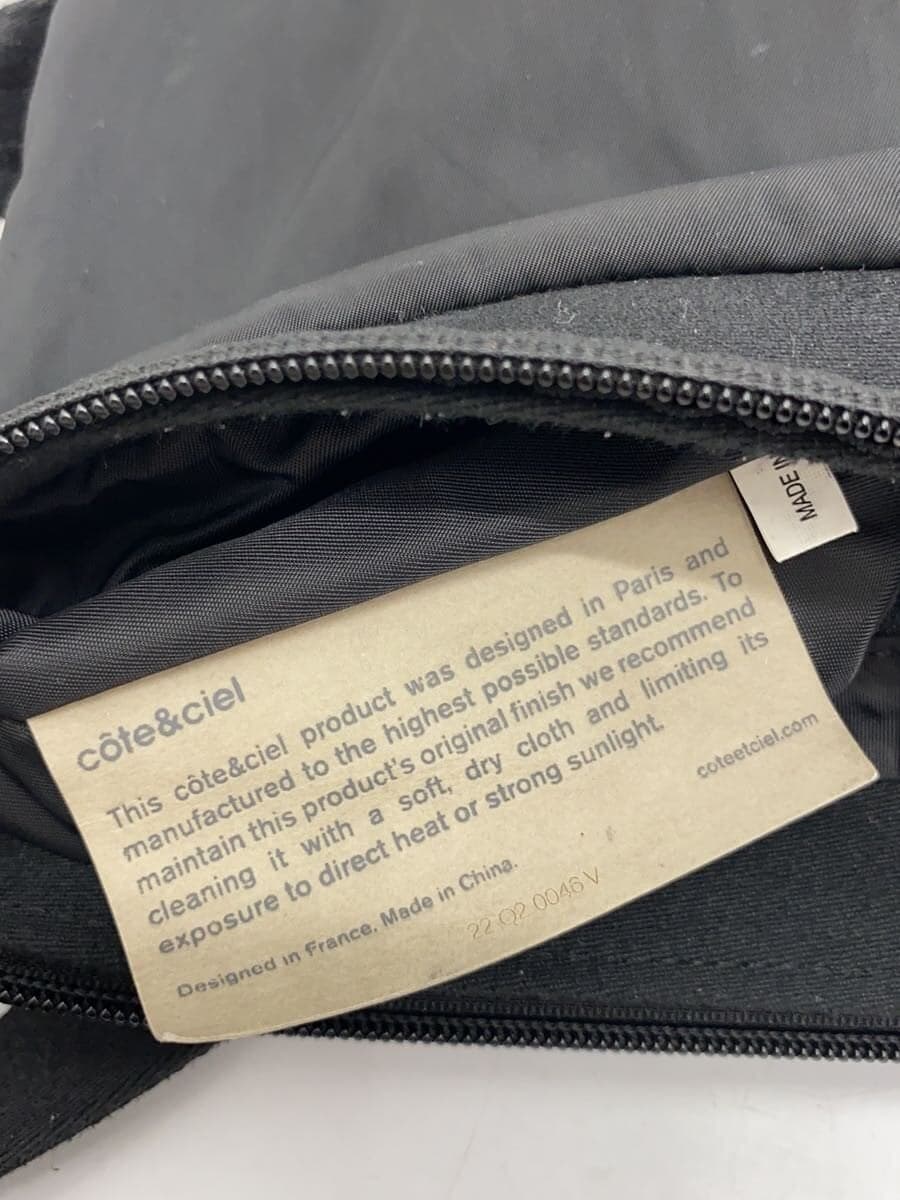 MADE IN
côte&ciel
This côte&ciel product was designed in Paris and
manufactured to the highest possible standards. To
maintain this product's original finish we recommend
cleaning it with a soft, dry cloth and limiting its
exposure to direct heat or strong sunlight.
coteetciel.com
Designed in France. Made in China.
22 Q2 0046 V